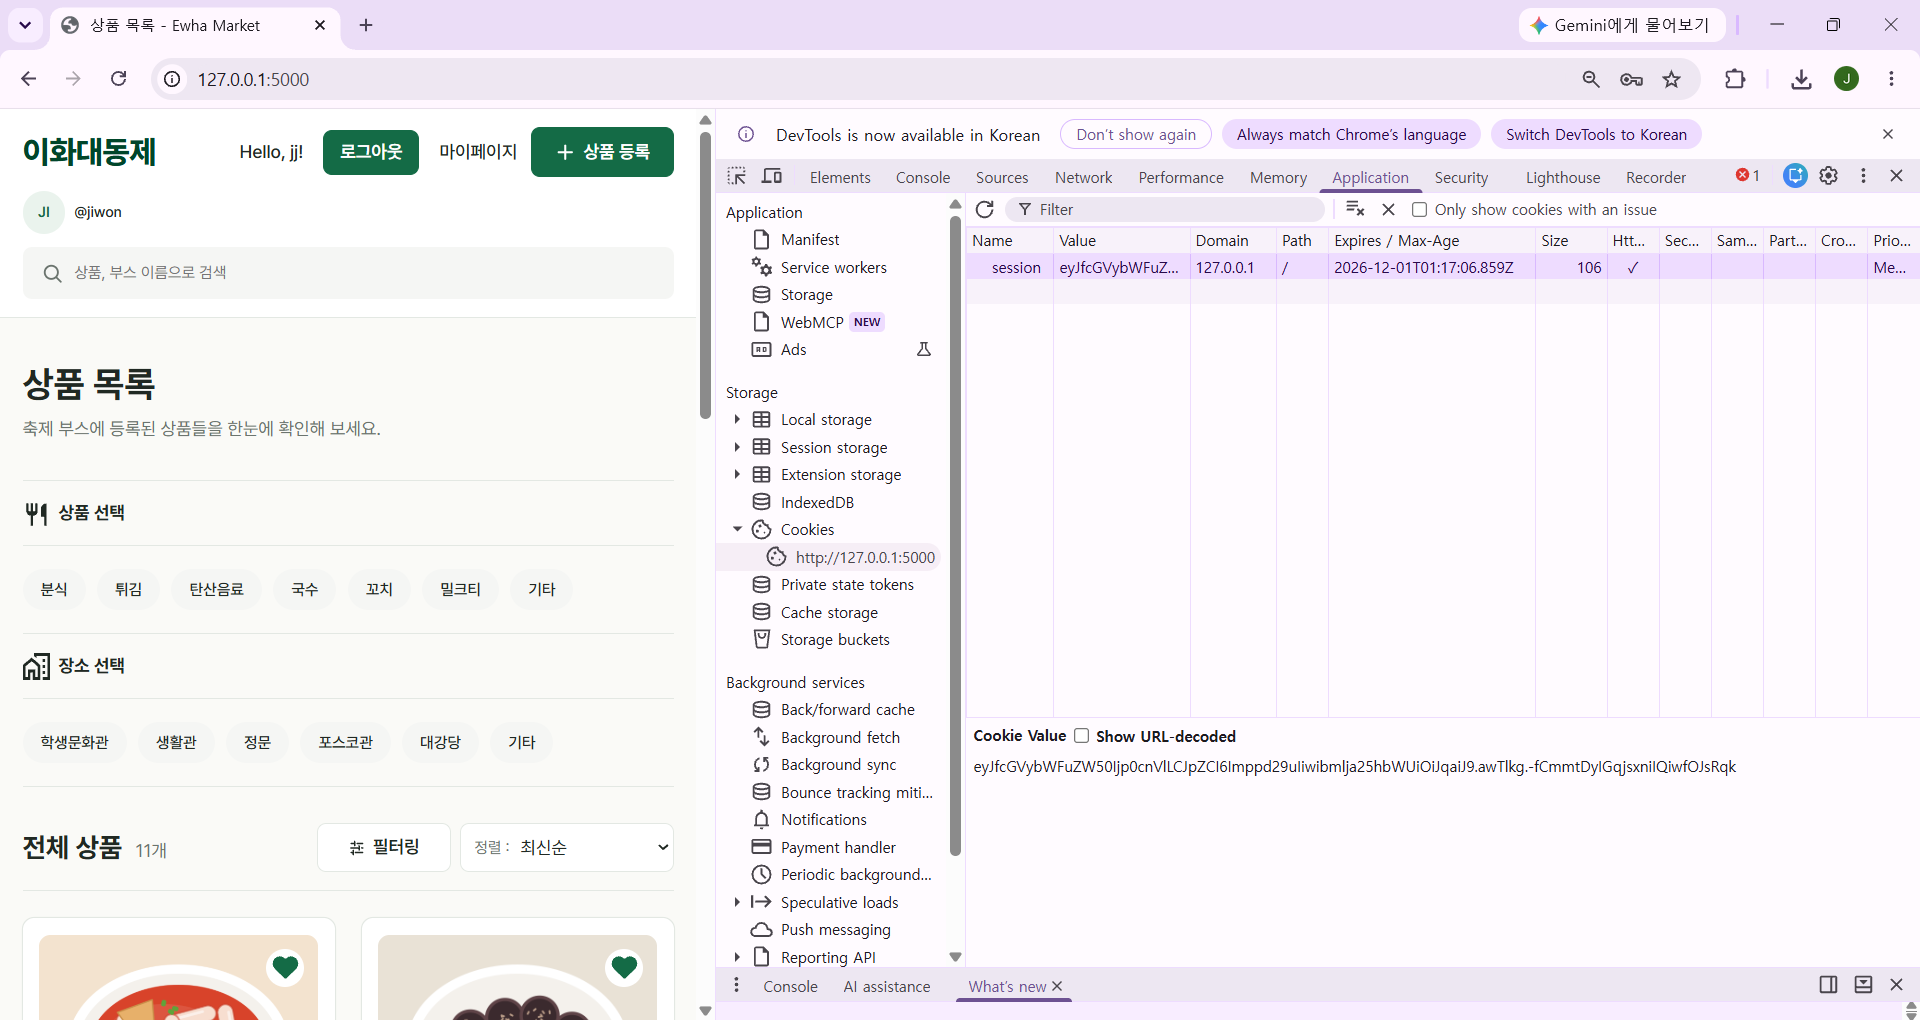 상품 목록 - Ewha Market
Gemini에게 물어보기
127.0.0.1:5000
J
이화대동제
Hello, jj!
로그아웃
마이페이지
+ 상품 등록
JI
@jiwon
상품, 부스 이름으로 검색
상품 목록
축제 부스에 등록된 상품들을 한눈에 확인해 보세요.
상품 선택
분식 튀김 탄산음료 국수 꼬치 밀크티 기타
장소 선택
학생문화관 생활관 정문 포스코관 대강당 기타
전체 상품 11개
필터링
정렬 : 최신순
DevTools is now available in Korean
Don't show again
Always match Chrome's language
Switch DevTools to Korean
Elements Console Sources Network Performance Memory Application Security Lighthouse Recorder
1
Application
Manifest
Service workers
Storage
WebMCP NEW
Ads
Storage
Local storage
Session storage
Extension storage
IndexedDB
Cookies
http://127.0.0.1:5000
Private state tokens
Cache storage
Storage buckets
Background services
Back/forward cache
Background fetch
Background sync
Bounce tracking miti...
Notifications
Payment handler
Periodic background...
Speculative loads
Push messaging
Reporting API
Filter
Only show cookies with an issue
Name Value Domain Path Expires / Max-Age Size Htt... Sec... Sam... Part... Cro... Prio...
session eyJfcGVybWFuZ... 127.0.0.1 / 2026-12-01T01:17:06.859Z 106 ✓ Me...
Cookie Value Show URL-decoded
Console AI assistance What's new